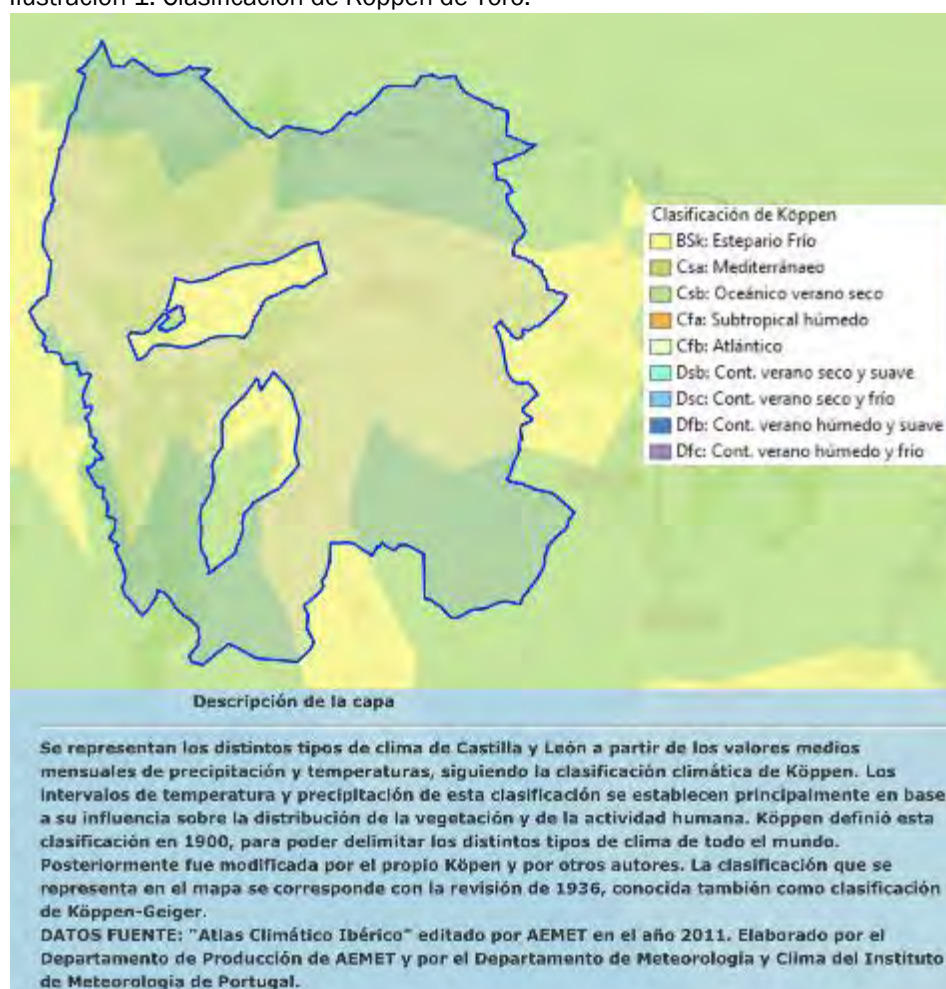 Ilustración 1. Clasificación de Köppen de Toro.
Clasificación de Köppen
BSk: Estepario Frío
Csa: Mediterránaeo
Csb: Oceánico verano seco
Cfa: Subtropical húmedo
Cfb: Atlántico
Dsb: Cont. verano seco y suave
Dsc: Cont. verano seco y frío
Dfb: Cont. verano húmedo y suave
Dfc: Cont. verano húmedo y frío
Descripción de la capa
Se representan los distintos tipos de clima de Castilla y León a partir de los valores medios
mensuales de precipitación y temperaturas, siguiendo la clasificación climática de Köppen. Los
intervalos de temperatura y precipitación de esta clasificación se establecen principalmente en base
a su influencia sobre la distribución de la vegetación y de la actividad humana. Köppen definió esta
clasificación en 1900, para poder delimitar los distintos tipos de clima de todo el mundo.
Posteriormente fue modificada por el propio Köpen y por otros autores. La clasificación que se
representa en el mapa se corresponde con la revisión de 1936, conocida también como clasificación
de Köppen-Geiger.
DATOS FUENTE: "Atlas Climático Ibérico" editado por AEMET en el año 2011. Elaborado por el
Departamento de Producción de AEMET y por el Departamento de Meteorología y Clima del Instituto
de Meteorología de Portugal.